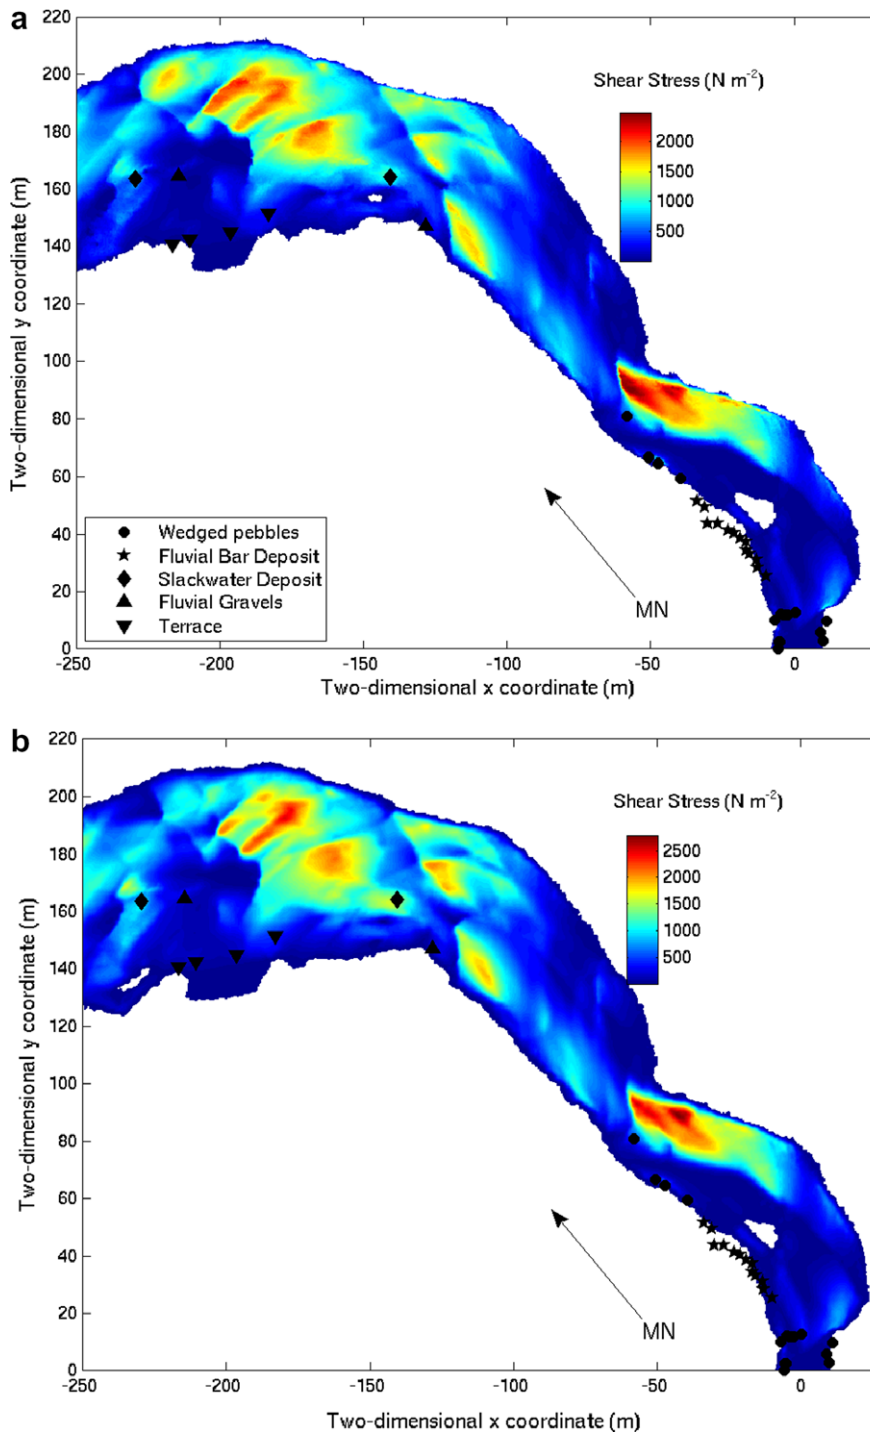 a
220
200
180
160
140
120
100
80
60
40
20
0
Two-dimensional y coordinate (m)
Shear Stress (N m-2)
2000
1500
1000
500
MN
Wedged pebbles
Fluvial Bar Deposit
Slackwater Deposit
Fluvial Gravels
Terrace
-250 -200 -150 -100 -50 0
Two-dimensional x coordinate (m)
b
220
200
180
160
140
120
100
80
60
40
20
0
Two-dimensional y coordinate (m)
Shear Stress (N m-2)
2500
2000
1500
1000
500
MN
-250 -200 -150 -100 -50 0
Two-dimensional x coordinate (m)